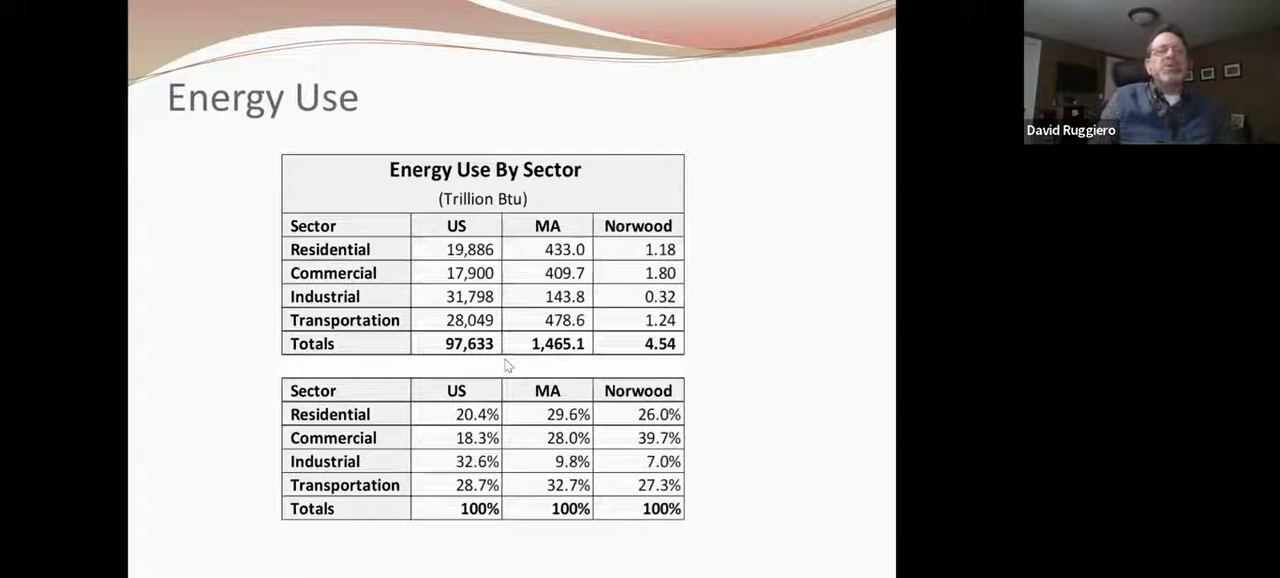 Energy Use
Energy Use By Sector
(Trillion Btu)
Sector US MA Norwood
Residential 19,886 433.0 1.18
Commercial 17,900 409.7 1.80
Industrial 31,798 143.8 0.32
Transportation 28,049 478.6 1.24
Totals 97,633 1,465.1 4.54
Sector US MA Norwood
Residential 20.4% 29.6% 26.0%
Commercial 18.3% 28.0% 39.7%
Industrial 32.6% 9.8% 7.0%
Transportation 28.7% 32.7% 27.3%
Totals 100% 100% 100%
David Ruggiero